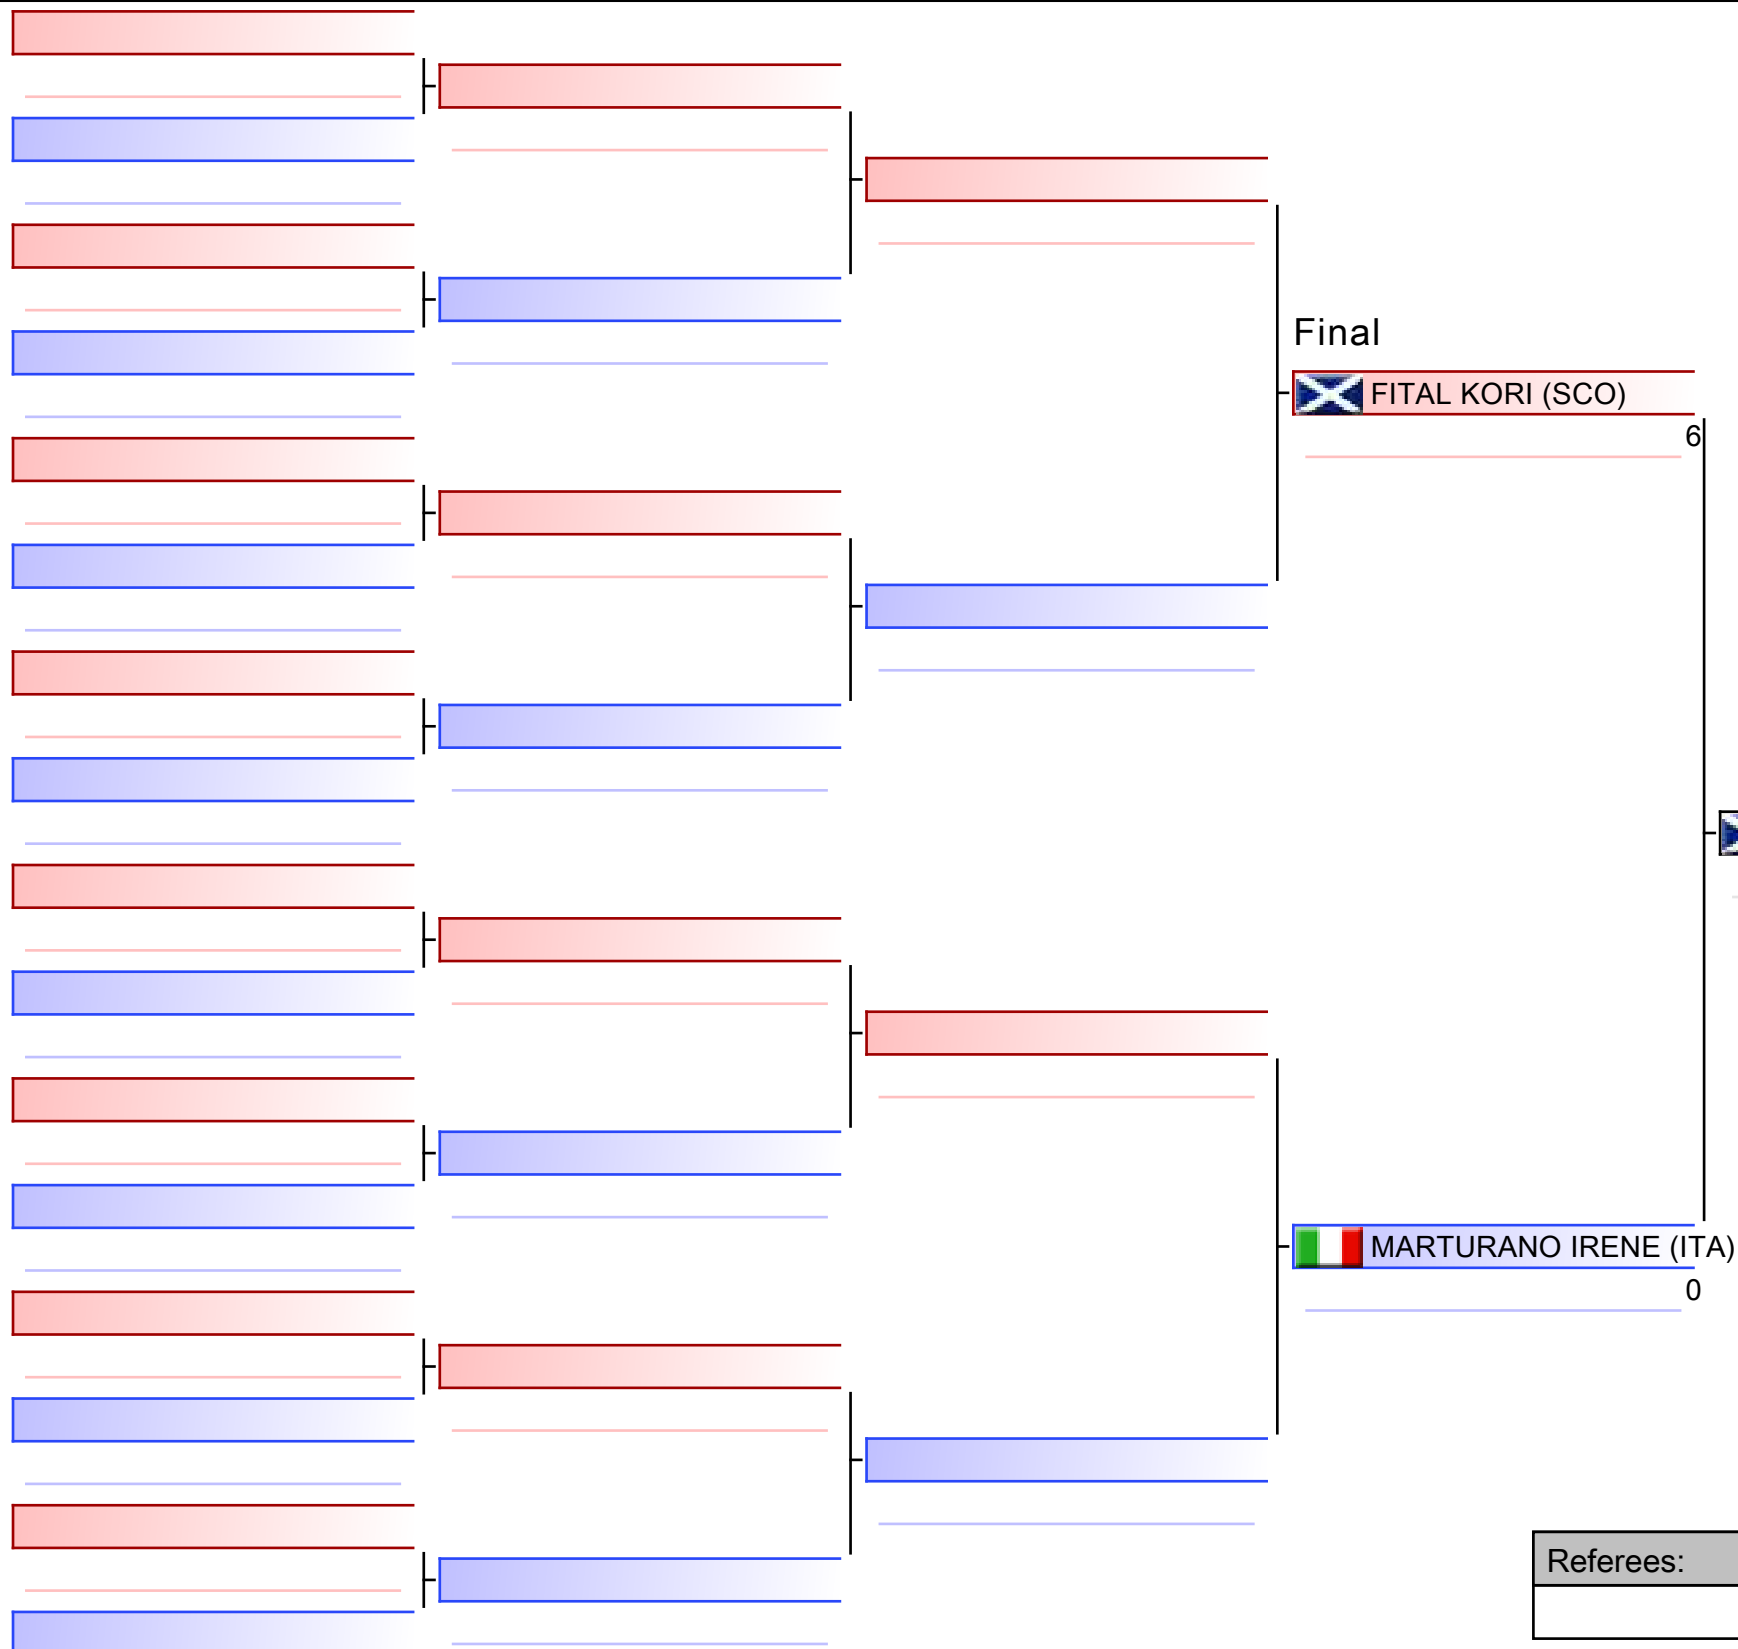 Final
FITAL KORI (SCO)
6
MARTURANO IRENE (ITA)
0
Referees: